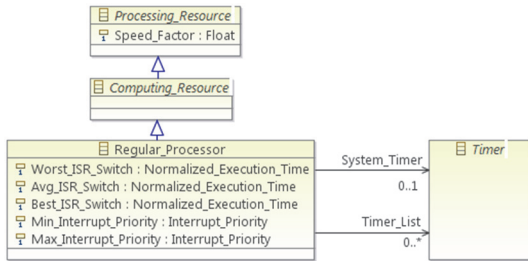 Processing_Resource
Speed_Factor : Float
Computing_Resource
Regular_Processor
Worst_ISR_Switch : Normalized_Execution_Time
Avg_ISR_Switch : Normalized_Execution_Time
Best_ISR_Switch : Normalized_Execution_Time
Min_Interrupt_Priority : Interrupt_Priority
Max_Interrupt_Priority : Interrupt_Priority
System_Timer
0..1
Timer_List
0..*
Timer